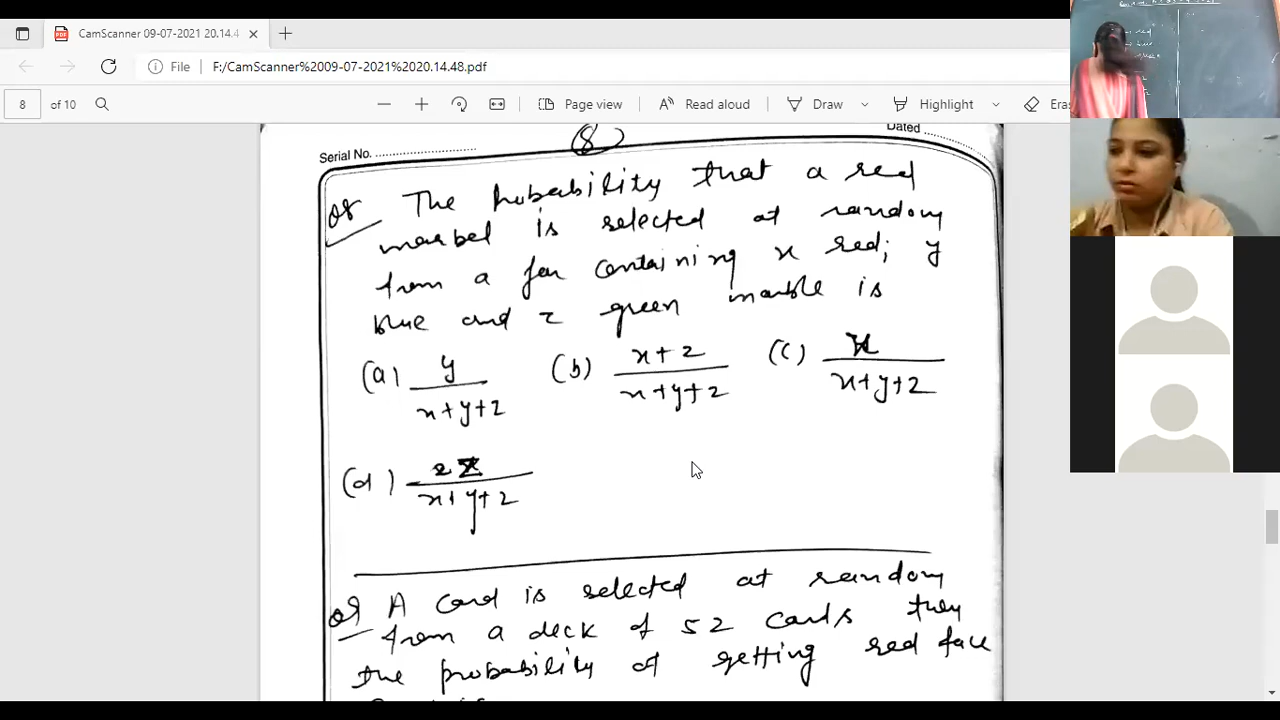 CamScanner 09-07-2021 20.14.4
File F:/CamScanner%2009-07-2021%2020.14.48.pdf
8 of 10 Page view Read aloud Draw Highlight Eras
Serial No. 8 Dated
Q8 The probability that a red
marbel is selected at random
from a jar containing x red; y
blue and z green marble is
(a) y/x+y+z (b) x+z/x+y+z (c) x/x+y+z
(d) z/x+y+z
A Card is selected at random
from a deck of 52 cards they
the probability of getting red face